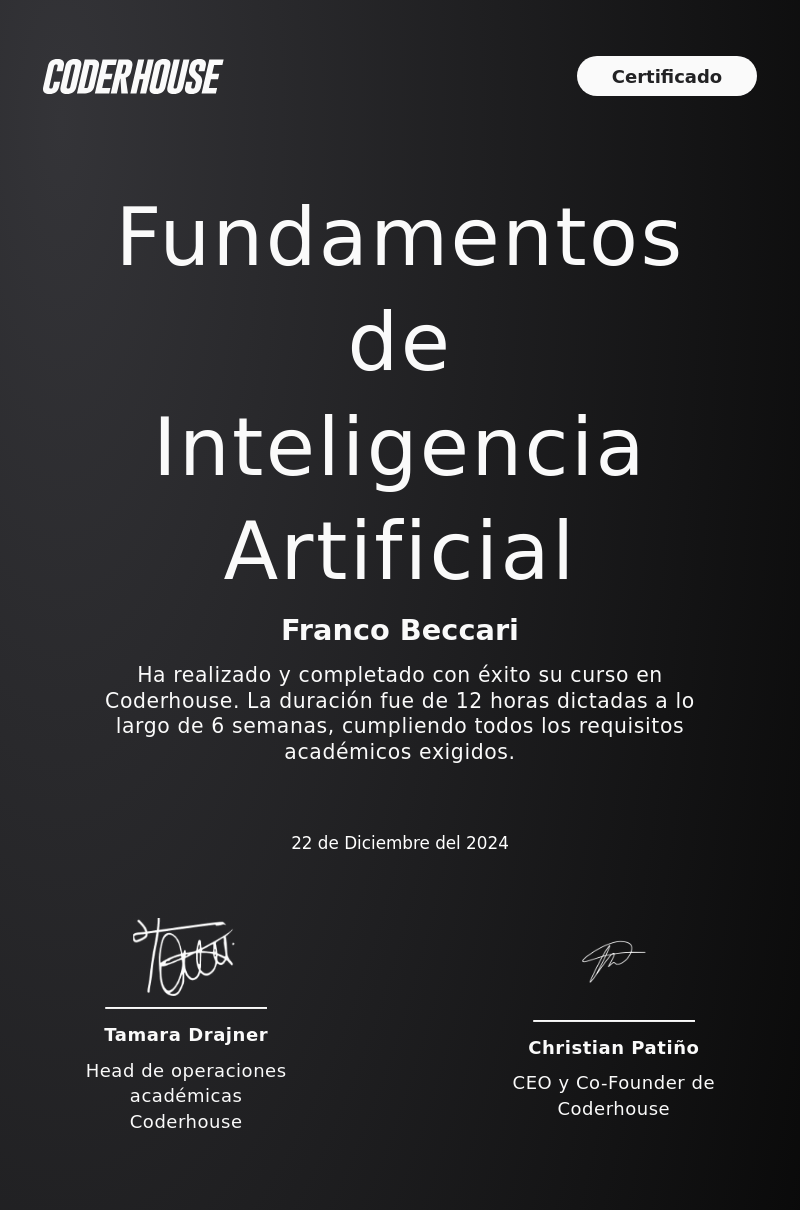 CODERHOUSE
Certificado
Fundamentos
de
Inteligencia
Artificial
Franco Beccari
Ha realizado y completado con éxito su curso en
Coderhouse. La duración fue de 12 horas dictadas a lo
largo de 6 semanas, cumpliendo todos los requisitos
académicos exigidos.
22 de Diciembre del 2024
Tamara Drajner
Head de operaciones
académicas
Coderhouse
Christian Patiño
CEO y Co-Founder de
Coderhouse